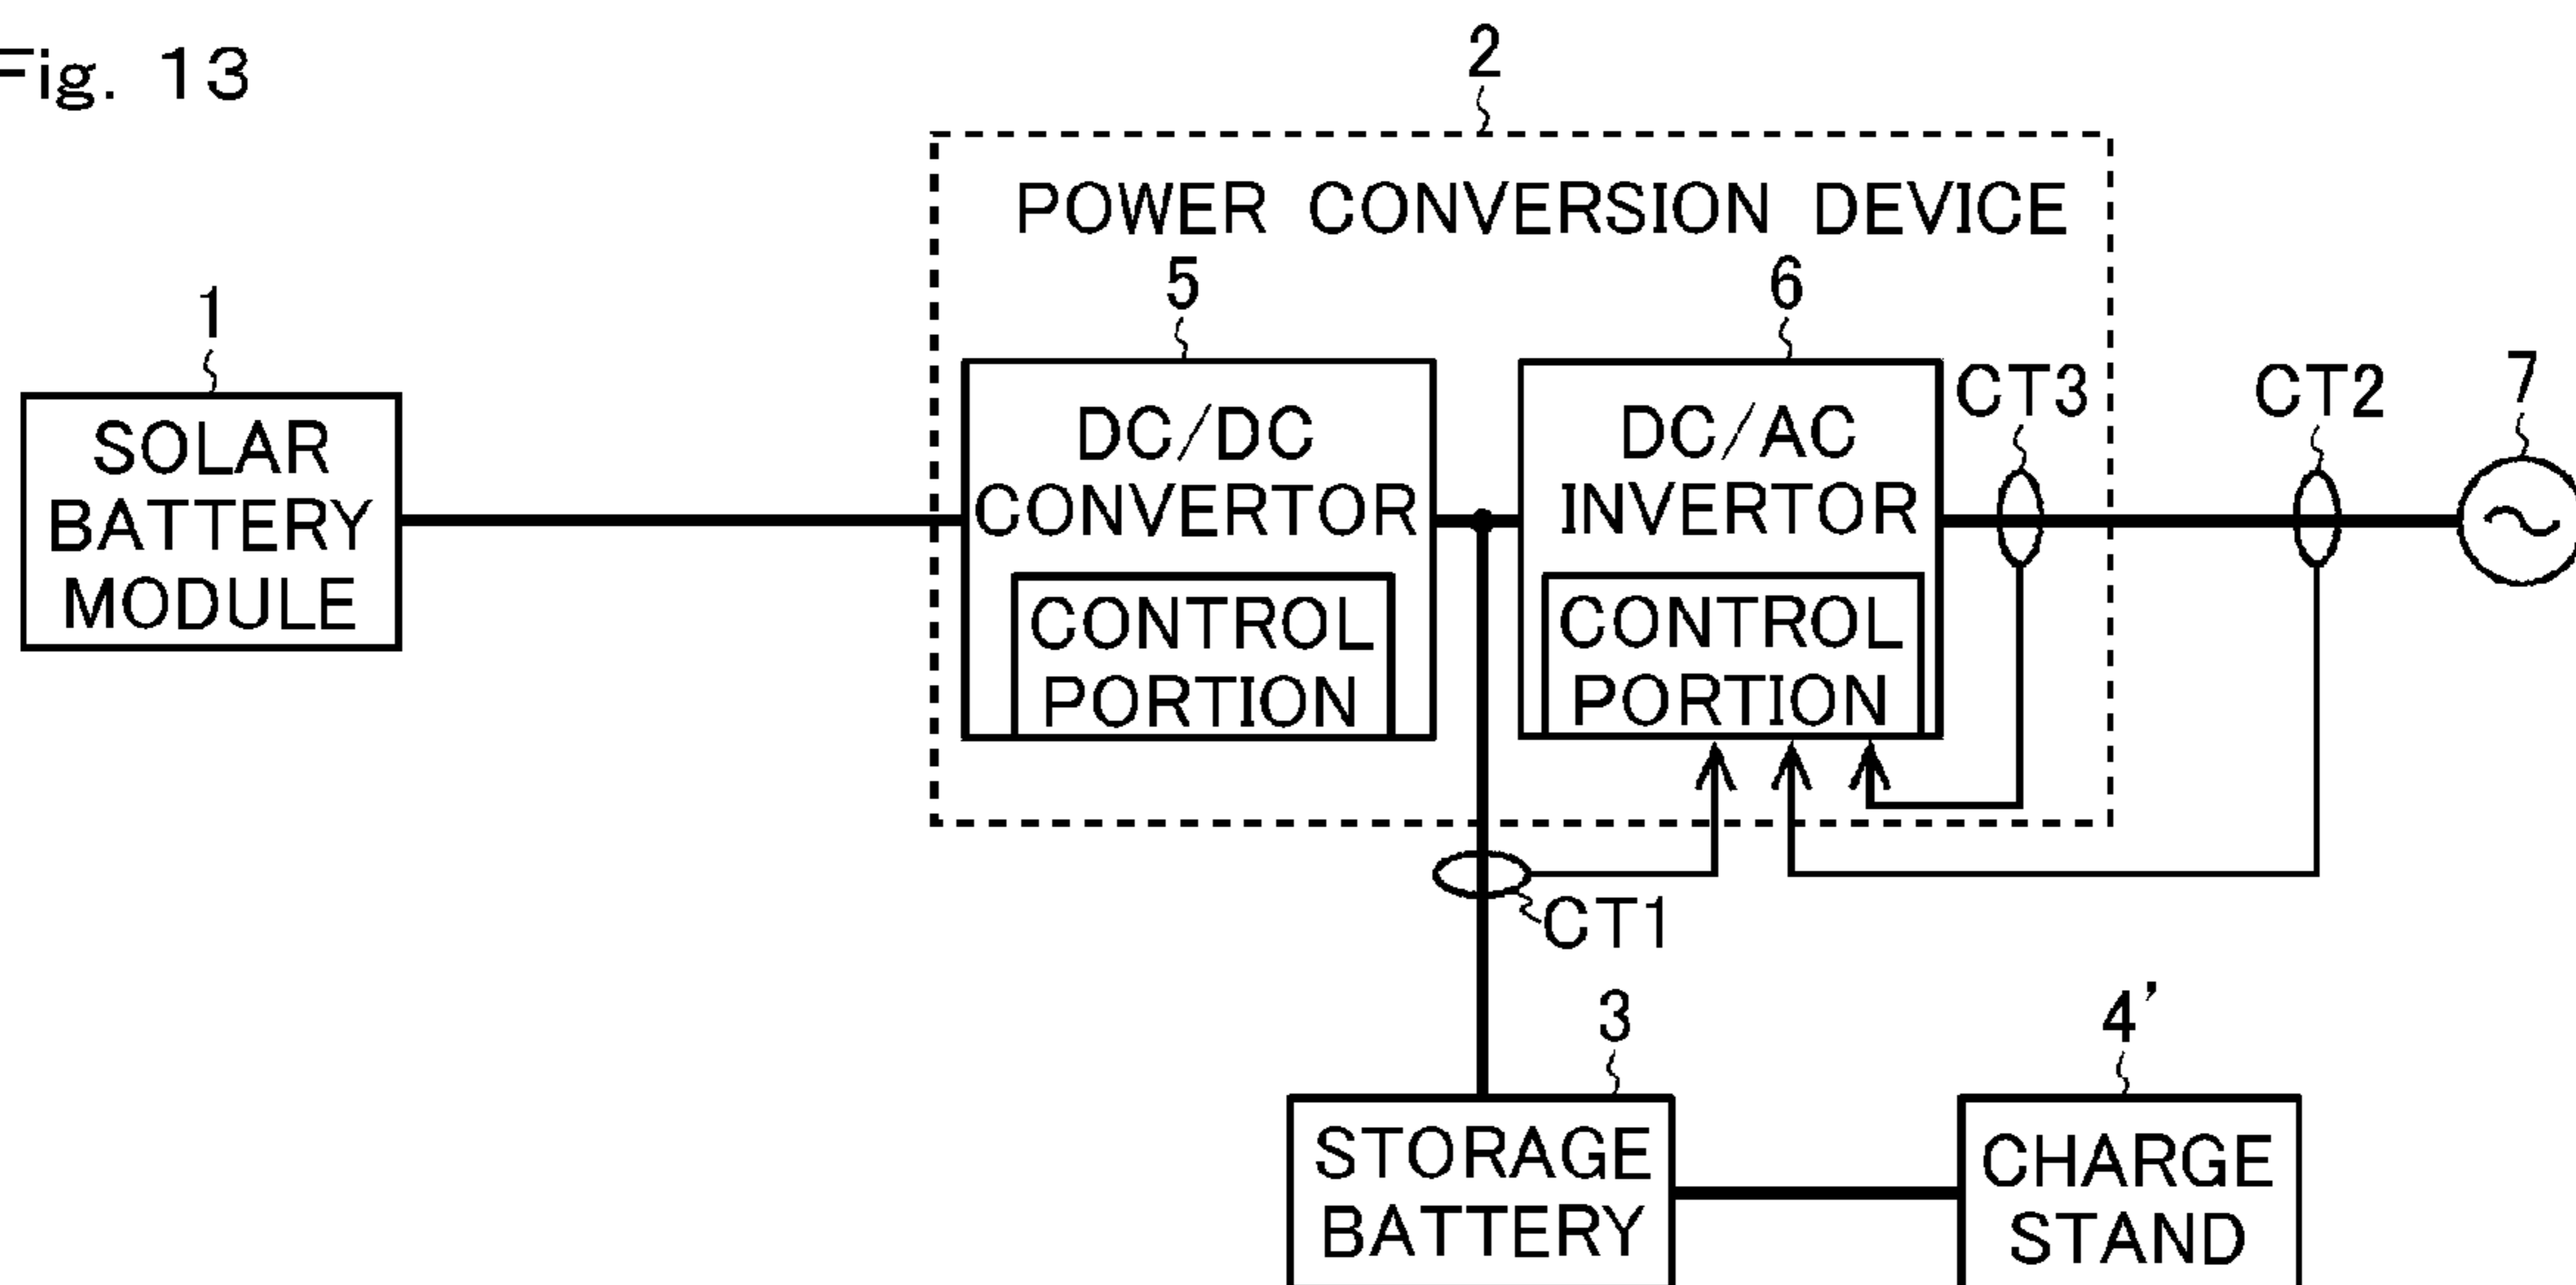 Fig. 13
2
POWER CONVERSION DEVICE
1
5
6
CT3
CT2
7
SOLAR
BATTERY
MODULE
DC/DC
CONVERTOR
CONTROL
PORTION
DC/AC
INVERTOR
CONTROL
PORTION
CT1
3
4'
STORAGE
BATTERY
CHARGE
STAND